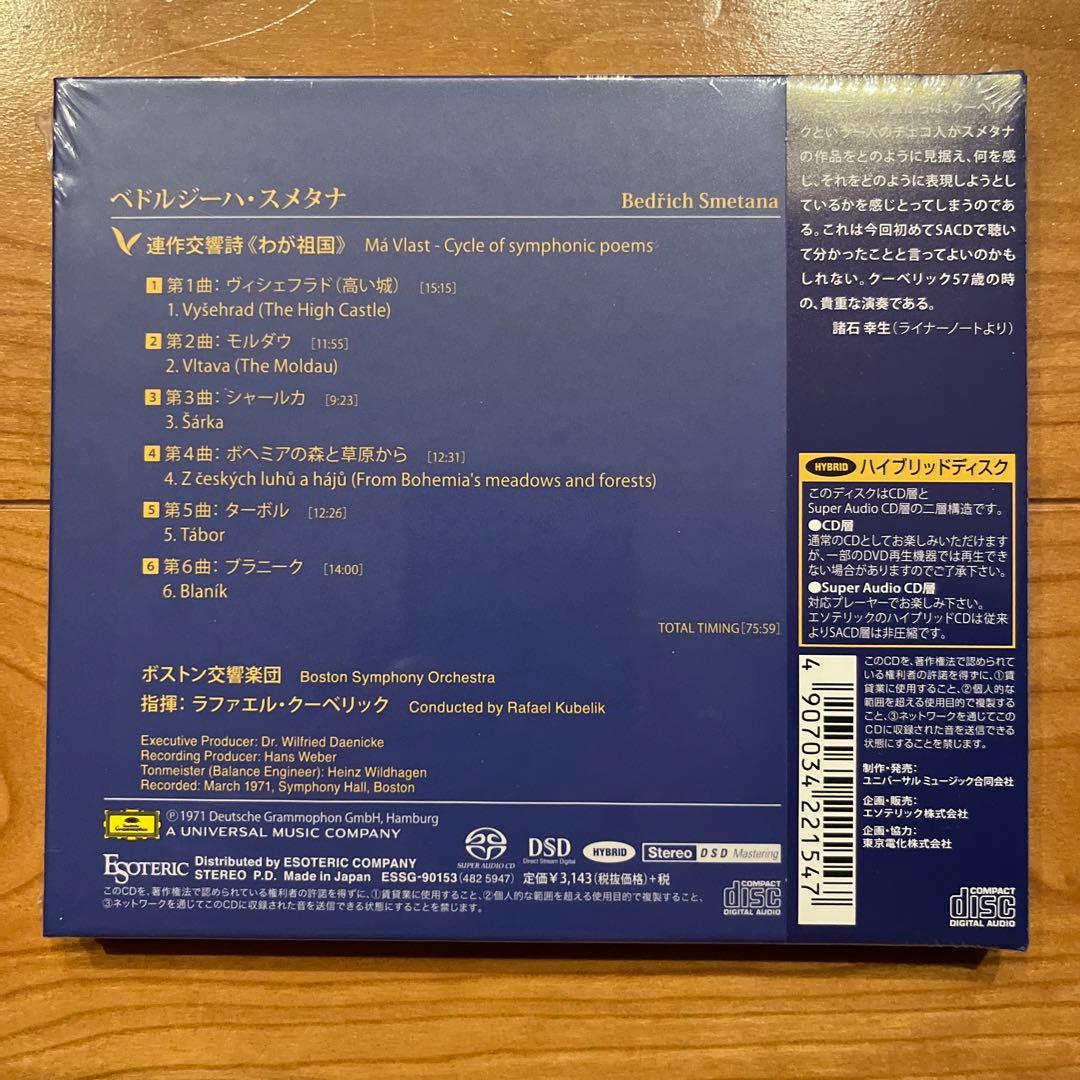 ベドルジーハ・スメタナ Bedřich Smetana
連作交響詩《わが祖国》 Má Vlast - Cycle of symphonic poems
1 第1曲：ヴィシェフラド（高い城） [15:15]
1. Vyšehrad (The High Castle)
2 第2曲：モルダウ [11:55]
2. Vltava (The Moldau)
3 第3曲：シャールカ [9:23]
3. Šárka
4 第4曲：ボヘミアの森と草原から [12:31]
4. Z českých luhů a hájů (From Bohemia's meadows and forests)
5 第5曲：ターボル [12:26]
5. Tábor
6 第6曲：ブラニーク [14:00]
6. Blaník
TOTAL TIMING[75:59]
ボストン交響楽団 Boston Symphony Orchestra
指揮：ラファエル・クーベリック Conducted by Rafael Kubelik
Executive Producer: Dr. Wilfried Daenicke
Recording Producer: Hans Weber
Tonmeister (Balance Engineer): Heinz Wildhagen
Recorded: March 1971, Symphony Hall, Boston
Deutsche Grammophon
Ⓟ1971 Deutsche Grammophon GmbH, Hamburg
A UNIVERSAL MUSIC COMPANY
ESOTERIC Distributed by ESOTERIC COMPANY
STEREO P.D. Made in Japan ESSG-90153 (482 5947) 定価￥3,143(税抜価格)+税
SUPER AUDIO CD
DSD Direct Stream Digital
HYBRID
Stereo DSD Mastering
このCDを、著作権法で認められている権利者の許諾を得ずに、①賃貸業に使用すること、②個人的な範囲を超える使用目的で複製すること、
③ネットワークを通じてこのCDに収録された音を送信できる状態にすることを禁じます。
COMPACT disc DIGITAL AUDIO
は、クーベリッ
クという一人のチェコ人がスメタナ
の作品をどのように見据え、何を感
じ、それをどのように表現しようとし
ているかを感じとってしまうのであ
る。これは今回初めてSACDで聴い
て分かったことと言ってよいのかも
しれない。クーベリック57歳の時
の、貴重な演奏である。
諸石 幸生（ライナーノートより）
HYBRID ハイブリッドディスク
このディスクはCD層と
Super Audio CD層の二層構造です。
●CD層
通常のCDとしてお楽しみいただけます
が、一部のDVD再生機器では再生でき
ない場合がありますのでご了承下さい。
●Super Audio CD層
対応プレーヤーでお楽しみ下さい。
エソテリックのハイブリッドCDは従来
よりSACD層は非圧縮です。
4907034221547
このCDを、著作権法で認められて
いる権利者の許諾を得ずに、①賃
貸業に使用すること、②個人的な
範囲を超える使用目的で複製する
こと、③ネットワークを通じてこの
CDに収録された音を送信できる
状態にすることを禁じます。
制作・発売：
ユニバーサル ミュージック合同会社
企画・販売：
エソテリック株式会社
企画・協力：
東京電化株式会社
COMPACT disc DIGITAL AUDIO